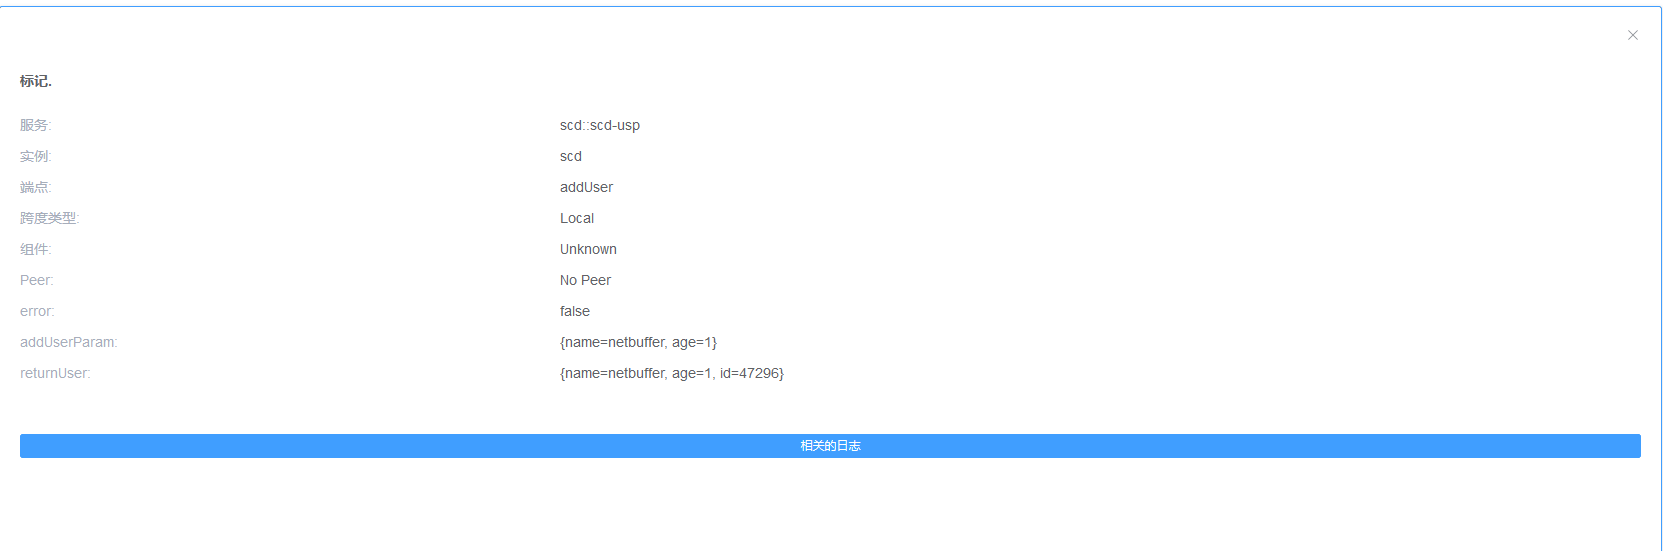 标记.
服务: scd::scd-usp
实例: scd
端点: addUser
跨度类型: Local
组件: Unknown
Peer: No Peer
error: false
addUserParam: {name=netbuffer, age=1}
returnUser: {name=netbuffer, age=1, id=47296}
相关的日志